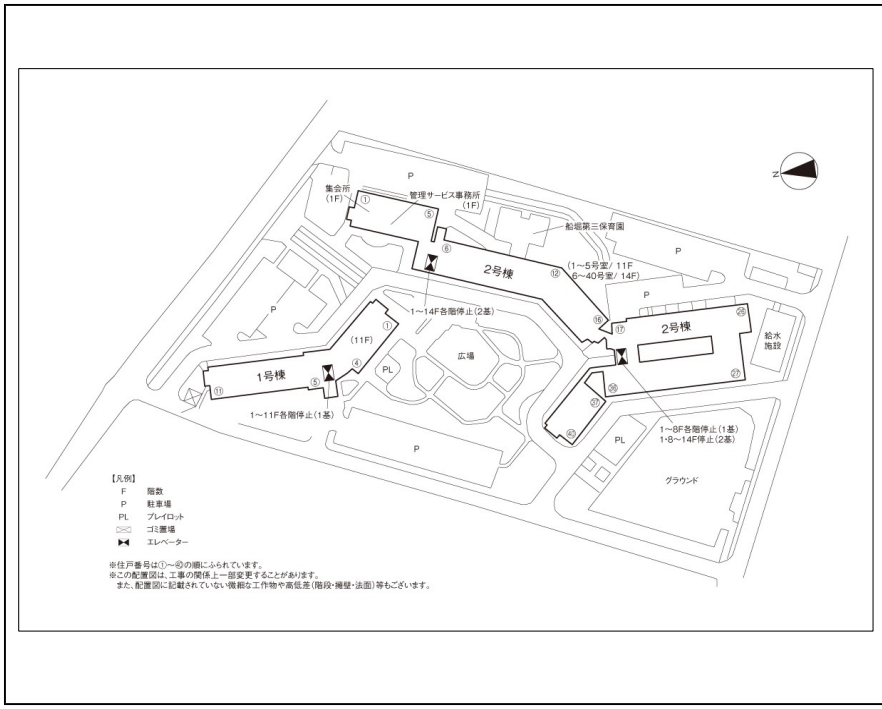 P
集会所
(1F)
①
管理サービス事務所
(1F)
⑤
船堀第三保育園
N
P
⑥
2号棟
⑫
(1～5号室/11F
6～40号室/14F)
P
P
1～14F各階停止(2基)
⑯
⑰
2号棟
給水
施設
①
(11F)
広場
④
PL
1号棟
⑤
⑪
㊲
㊵
1～11F各階停止(1基)
1～8F各階停止(1基)
1・8～14F停止(2基)
P
PL
グラウンド
【凡例】
F 階数
P 駐車場
PL プレイロット
ゴミ置場
エレベーター
※住戸番号は①～㊵の順にふられています。
※この配置図は、工事の関係上一部変更することがあります。
また、配置図に記載されていない微細な工作物や高低差(階段・擁壁・法面)等もございます。